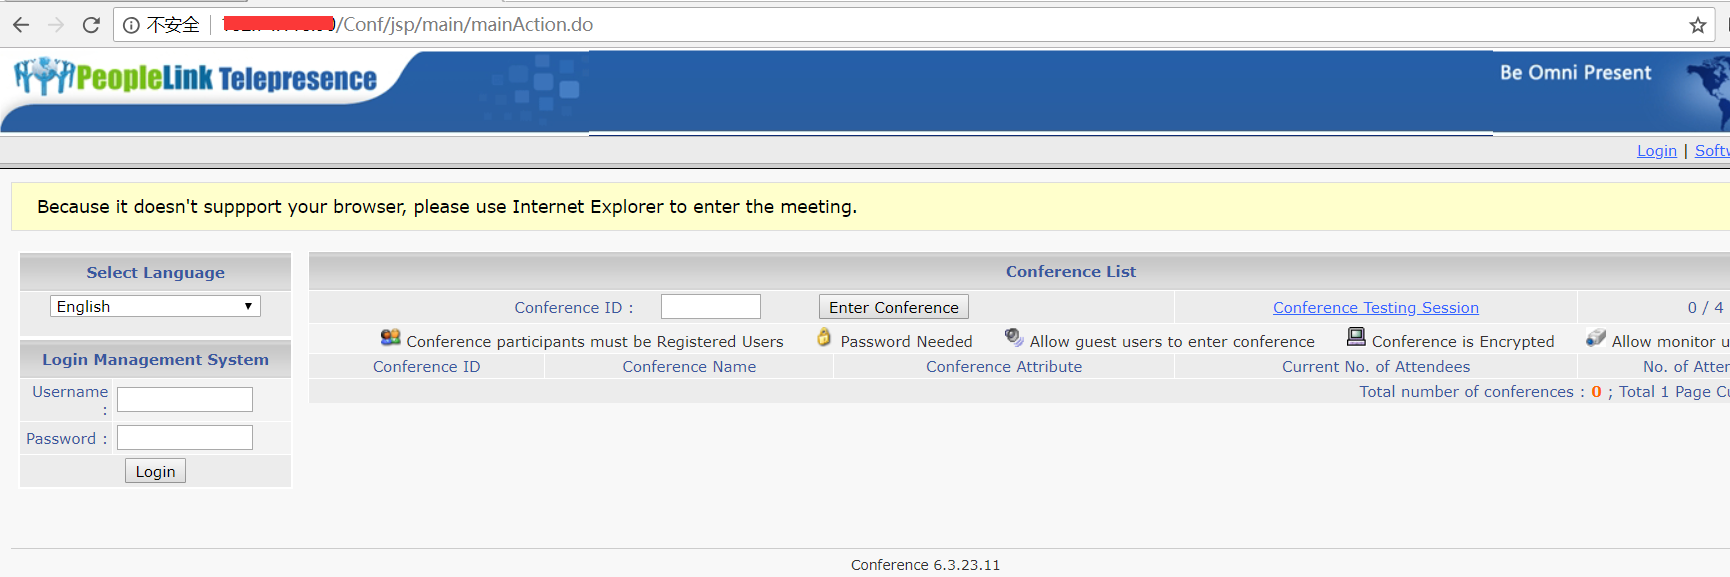 不安全 /Conf/jsp/main/mainAction.do
PeopleLink Telepresence
Be Omni Present
Login | Softw
Because it doesn't suppport your browser, please use Internet Explorer to enter the meeting.
Select Language
English
Login Management System
Username :
Password :
Login
Conference List
Conference ID : Enter Conference Conference Testing Session 0 / 4
Conference participants must be Registered Users Password Needed Allow guest users to enter conference Conference is Encrypted Allow monitor u
Conference ID Conference Name Conference Attribute Current No. of Attendees No. of Atten
Total number of conferences : 0 ; Total 1 Page Cu
Conference 6.3.23.11